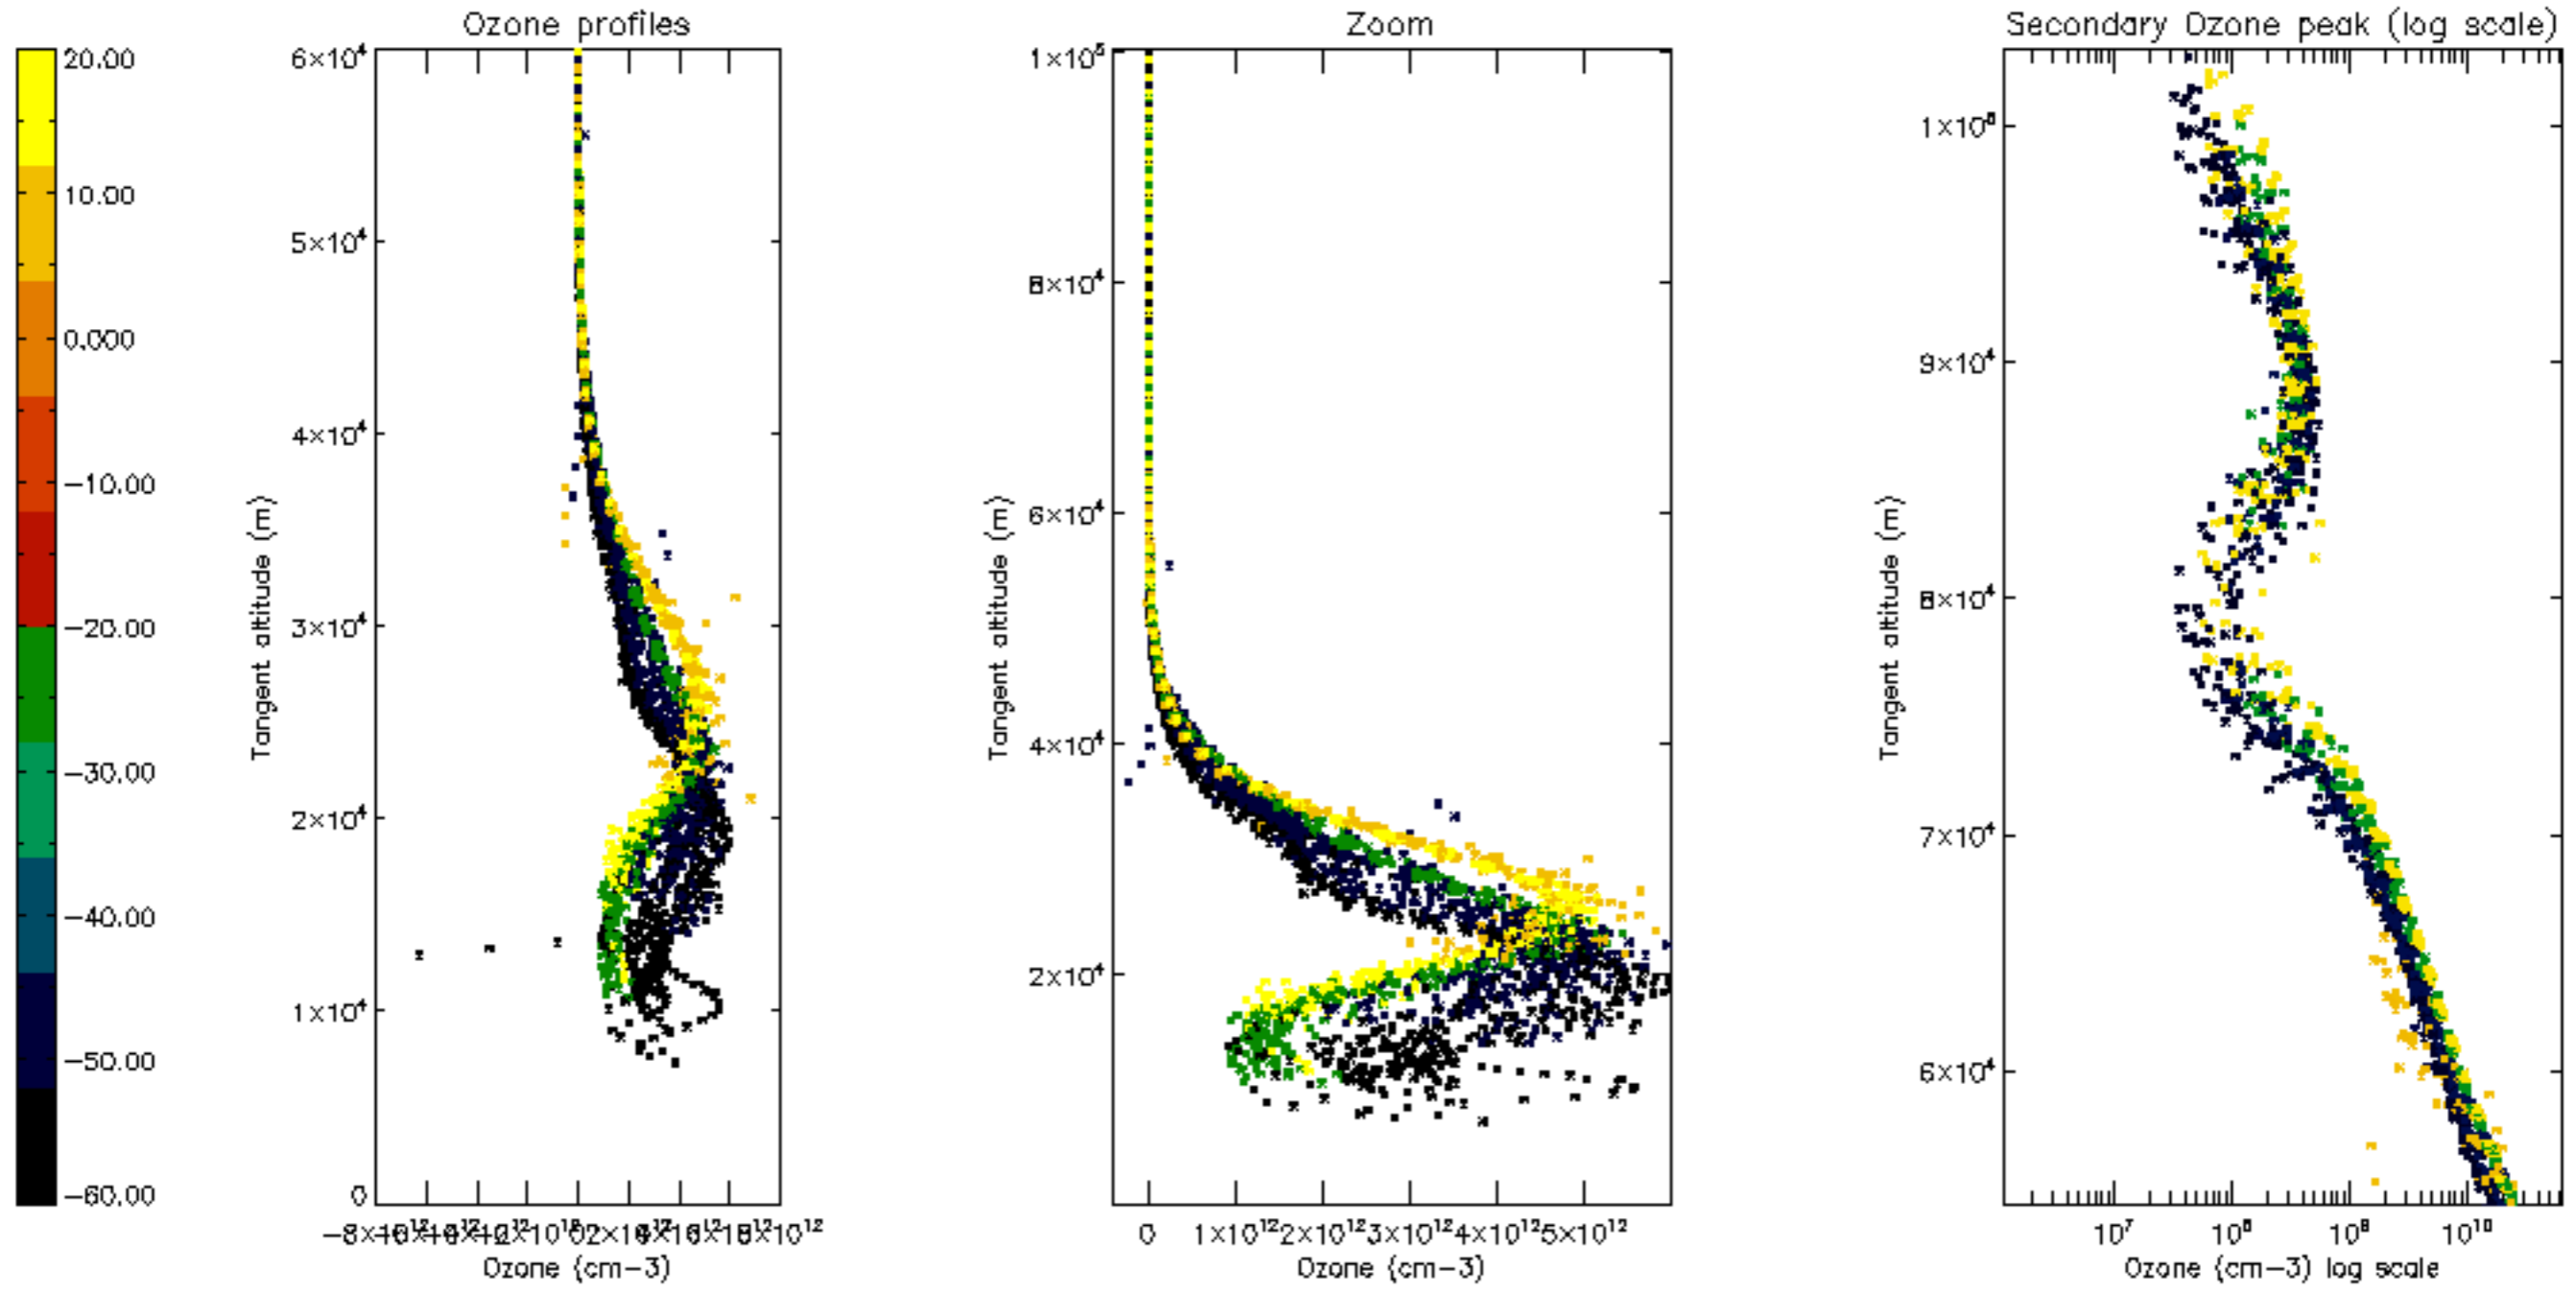 Ozone profiles
Zoom
Secondary Ozone peak (log scale)
20.00
10.00
0.000
−10.00
−20.00
−30.00
−40.00
−50.00
−60.00
Tangent altitude (m)
6×10⁴
5×10⁴
4×10⁴
3×10⁴
2×10⁴
1×10⁴
0
Ozone (cm−3)
Tangent altitude (m)
1×10⁵
8×10⁴
6×10⁴
4×10⁴
2×10⁴
0 1×10¹² 2×10¹² 3×10¹² 4×10¹² 5×10¹²
Ozone (cm−3)
Tangent altitude (m)
1×10⁵
9×10⁴
8×10⁴
7×10⁴
6×10⁴
10⁷ 10⁸ 10⁹ 10¹⁰
Ozone (cm−3) log scale